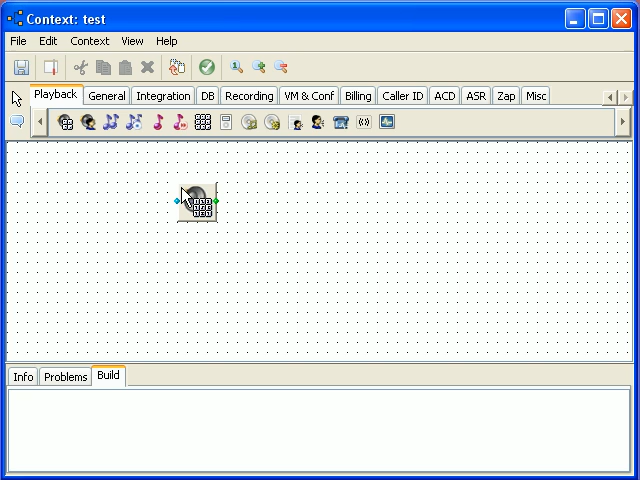 Context: test
File Edit Context View Help
Playback General Integration DB Recording VM & Conf Billing Caller ID ACD ASR Zap Misc
Info Problems Build